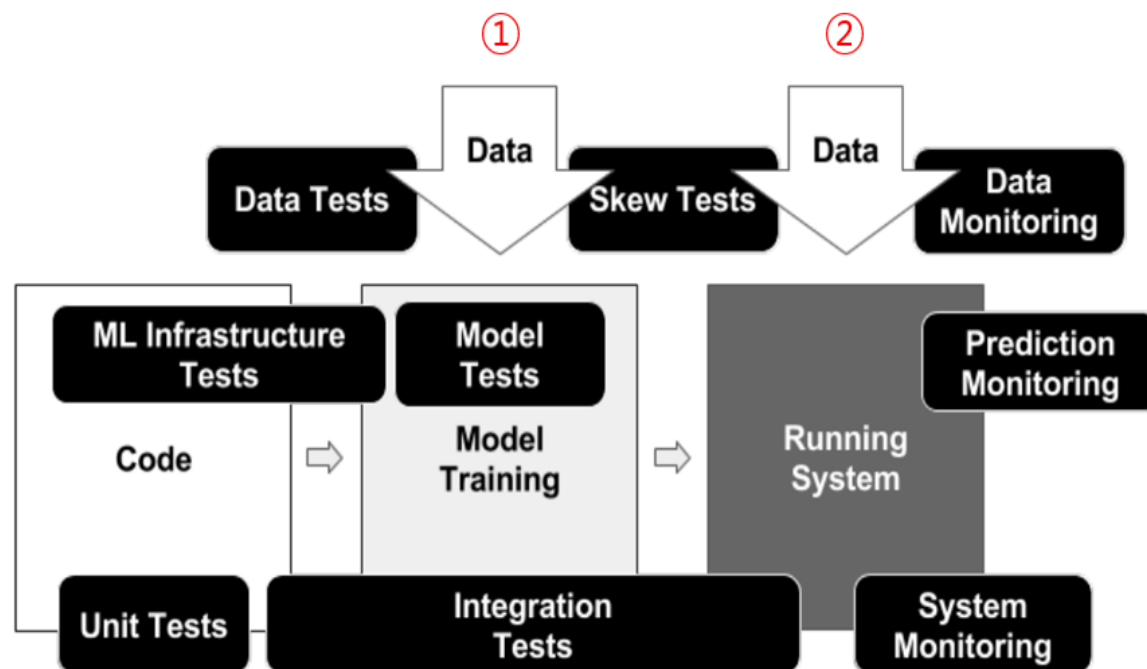 ① ②
Data Data
Data Tests Skew Tests Data
Monitoring
ML Infrastructure
Tests
Model
Tests
Prediction
Monitoring
Code
Model
Training
Running
System
Unit Tests
Integration
Tests
System
Monitoring